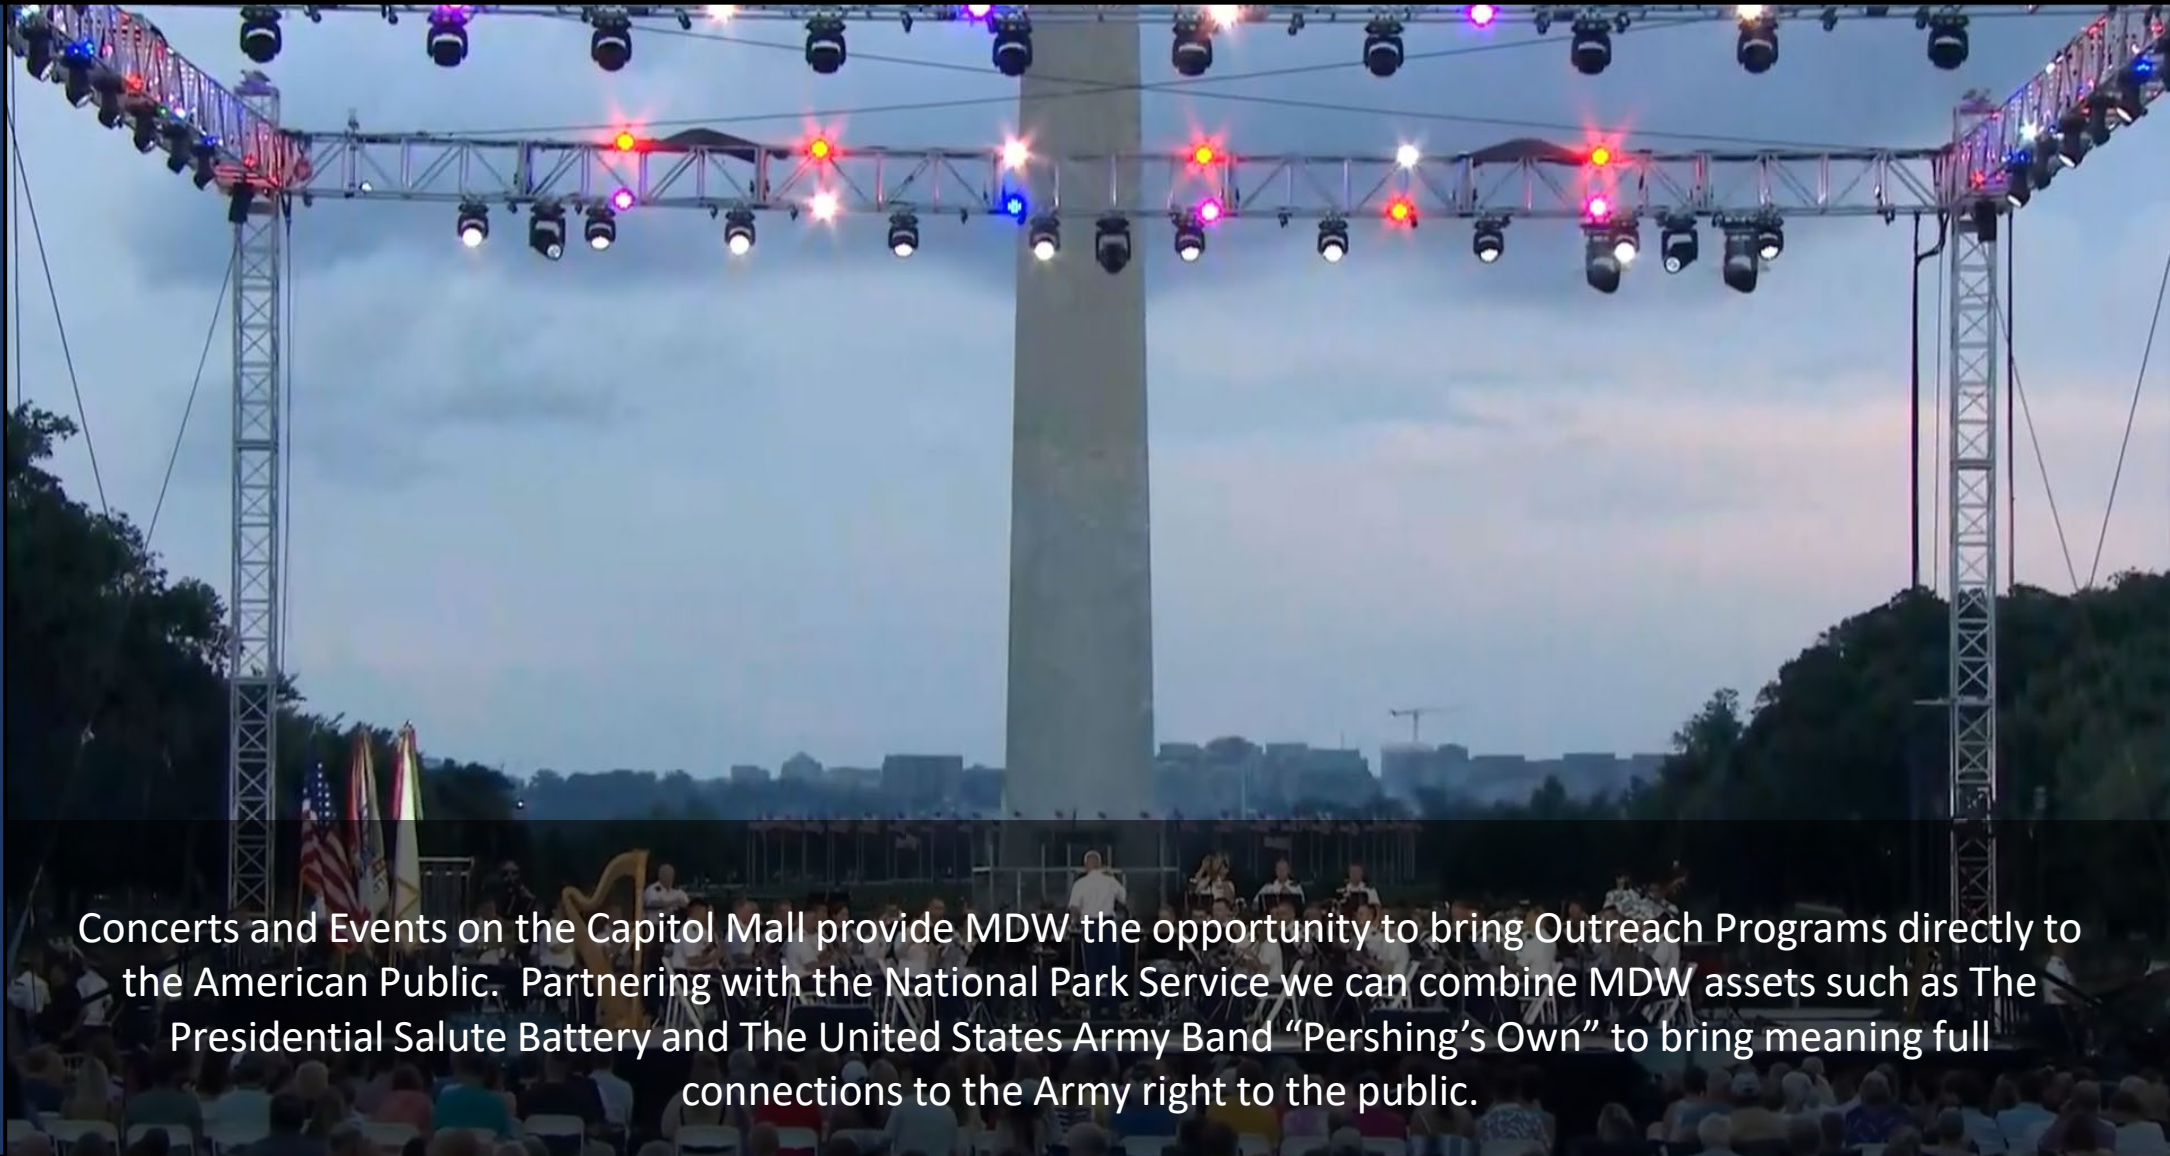 Concerts and Events on the Capitol Mall provide MDW the opportunity to bring Outreach Programs directly to
the American Public.  Partnering with the National Park Service we can combine MDW assets such as The
Presidential Salute Battery and The United States Army Band “Pershing’s Own” to bring meaning full
connections to the Army right to the public.